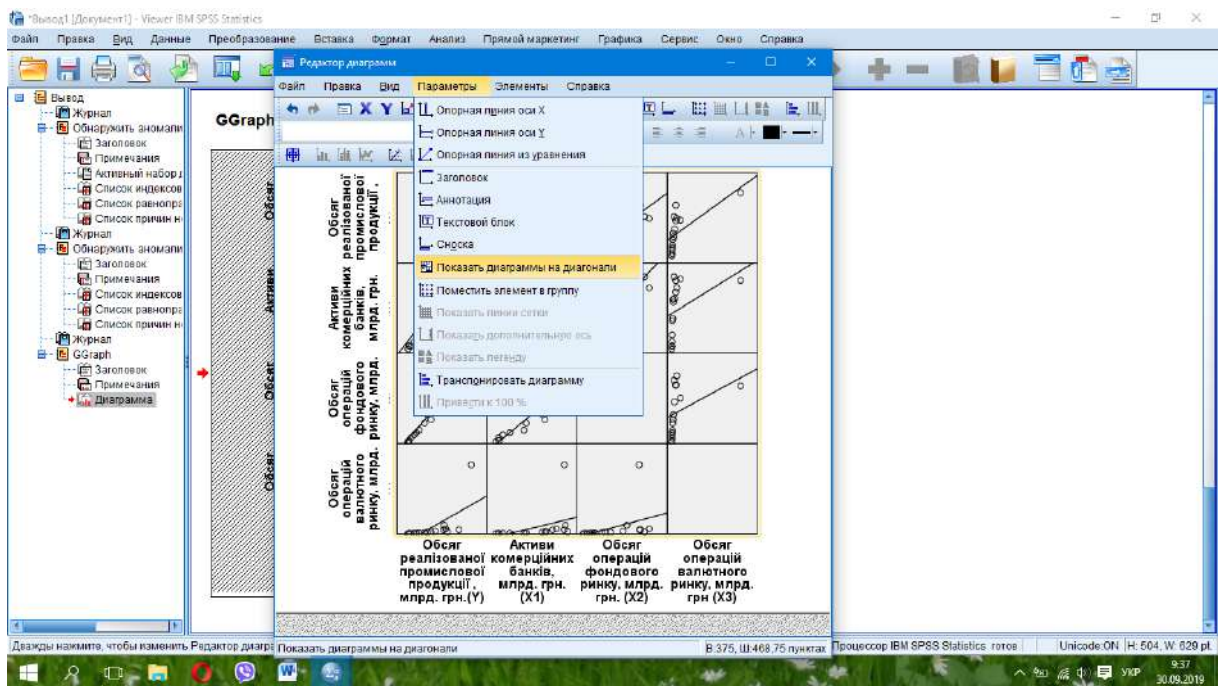 *Вывод1 [Документ1] - Viewer IBM SPSS Statistics
Файл Правка Вид Данные Преобразование Вставка Формат Анализ Прямой маркетинг Графика Сервис Окно Справка
Вывод
Журнал
Обнаружить аномали
Заголовок
Примечания
Активный набор д
Список индексов
Список равнопра
Список причин н
Журнал
Обнаружить аномали
Заголовок
Примечания
Список индексов
Список равнопра
Список причин н
Журнал
GGraph
Заголовок
Примечания
Диаграмма
GGraph
Обсяг
Активи
Обсяг
Обсяг
Редактор диаграмм
Файл Правка Вид Параметры Элементы Справка
X Y
Опорная линия оси X
Опорная линия оси Y
Опорная линия из уравнения
Заголовок
Аннотация
Текстовой блок
Сноска
Показать диаграммы на диагонали
Поместить элемент в группу
Показать линии сетки
Показать дополнительную ось
Показать легенду
Транспонировать диаграмму
Привести к 100 %
Обсяг
реалізованої
промислової
продукції ,
Активи
комерційних
банків,
млрд. грн.
Обсяг
операцій
фондового
ринку, млрд.
Обсяг
операцій
валютного
ринку, млрд.
Обсяг
реалізованої
промислової
продукції ,
млрд. грн.(Y)
Активи
комерційних
банків,
млрд. грн.
(X1)
Обсяг
операцій
фондового
ринку, млрд.
грн. (X2)
Обсяг
операцій
валютного
ринку, млрд.
грн (X3)
Дважды нажмите, чтобы изменить Редактор диагра
Показать диаграммы на диагонали
В:375, Ш:468,75 пунктах
Процессор IBM SPSS Statistics готов
Unicode:ON
H: 504, W: 629 pt.
УКР
9:37
30.09.2019